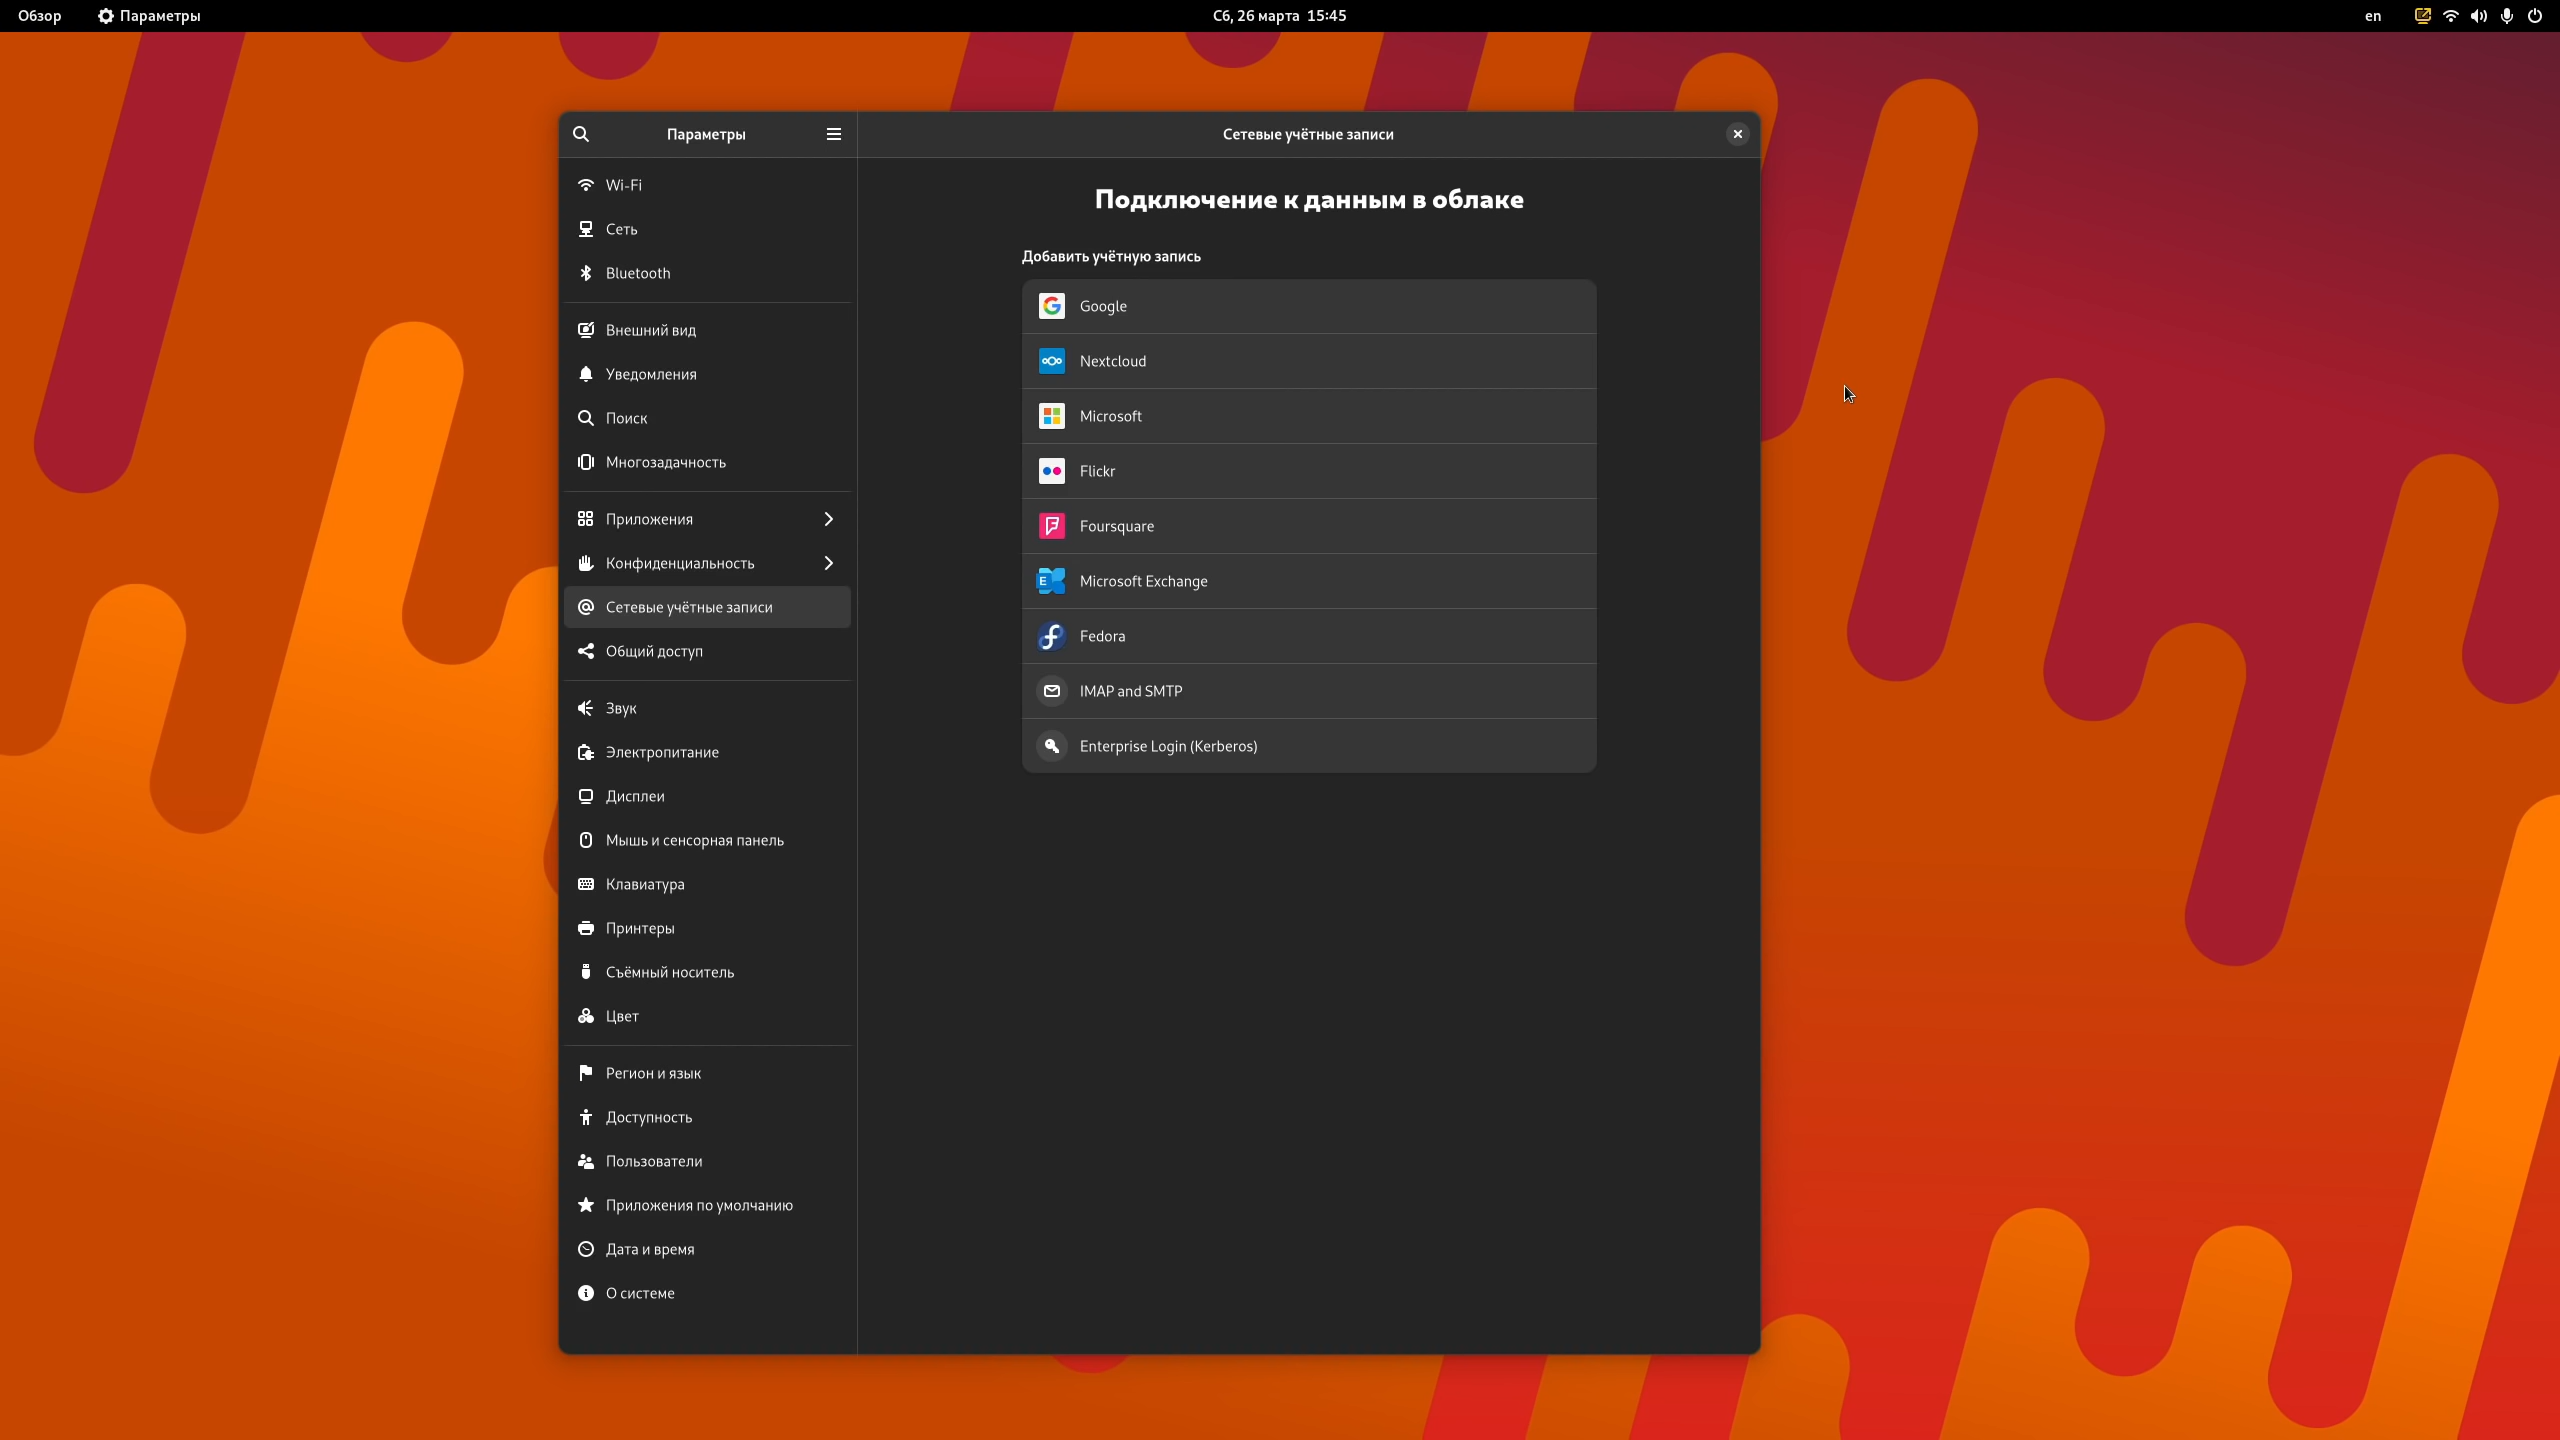 Обзор
Параметры
Сб, 26 марта 15:45
en
Параметры
Сетевые учётные записи
Wi-Fi
Сеть
Bluetooth
Внешний вид
Уведомления
Поиск
Многозадачность
Приложения
Конфиденциальность
Сетевые учётные записи
Общий доступ
Звук
Электропитание
Дисплеи
Мышь и сенсорная панель
Клавиатура
Принтеры
Съёмный носитель
Цвет
Регион и язык
Доступность
Пользователи
Приложения по умолчанию
Дата и время
О системе
Подключение к данным в облаке
Добавить учётную запись
Google
Nextcloud
Microsoft
Flickr
Foursquare
Microsoft Exchange
Fedora
IMAP and SMTP
Enterprise Login (Kerberos)